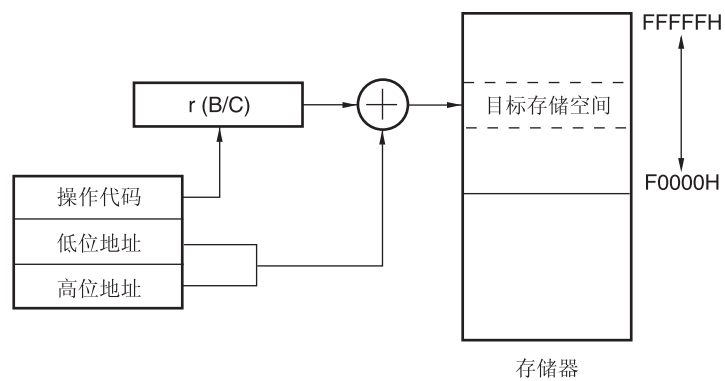 FFFFFH
r (B/C)
目标存储空间
F0000H
操作代码
低位地址
高位地址
存储器